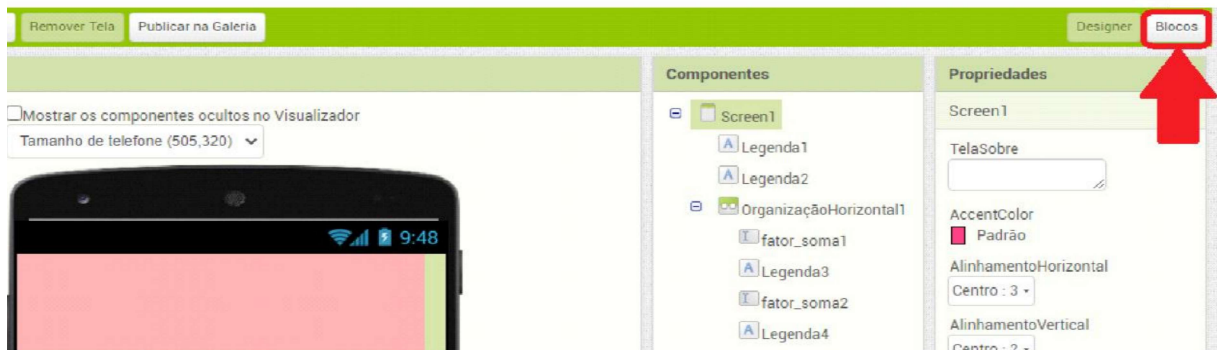 Remover Tela Publicar na Galeria Designer Blocos
Componentes
Propriedades
Mostrar os componentes ocultos no Visualizador
Tamanho de telefone (505,320)
9:48
Screen1
Legenda1
Legenda2
OrganizaçãoHorizontal1
fator_soma1
Legenda3
fator_soma2
Legenda4
Screen1
TelaSobre
AccentColor
Padrão
AlinhamentoHorizontal
Centro : 3
AlinhamentoVertical
Centro : 2